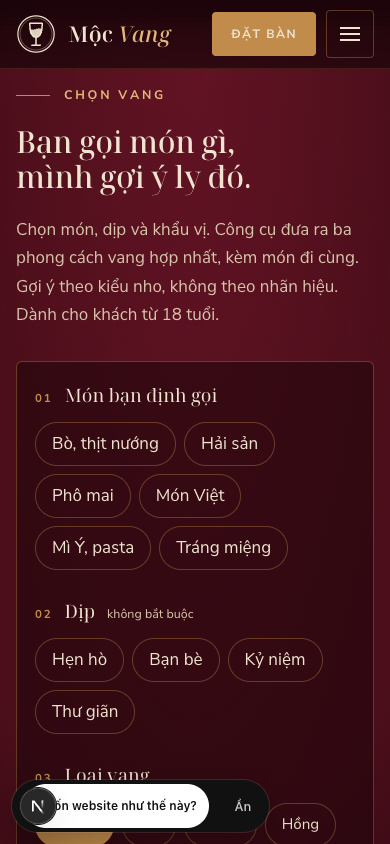 Mộc Vang
ĐẶT BÀN
CHỌN VANG
Bạn gọi món gì,
mình gợi ý ly đó.
Chọn món, dịp và khẩu vị. Công cụ đưa ra ba
phong cách vang hợp nhất, kèm món đi cùng.
Gợi ý theo kiểu nho, không theo nhãn hiệu.
Dành cho khách từ 18 tuổi.
01 Món bạn định gọi
Bò, thịt nướng
Hải sản
Phô mai
Món Việt
Mì Ý, pasta
Tráng miệng
02 Dịp không bắt buộc
Hẹn hò
Bạn bè
Kỷ niệm
Thư giãn
03 Loại vang
website như thế này?
Ẩn
Hồng